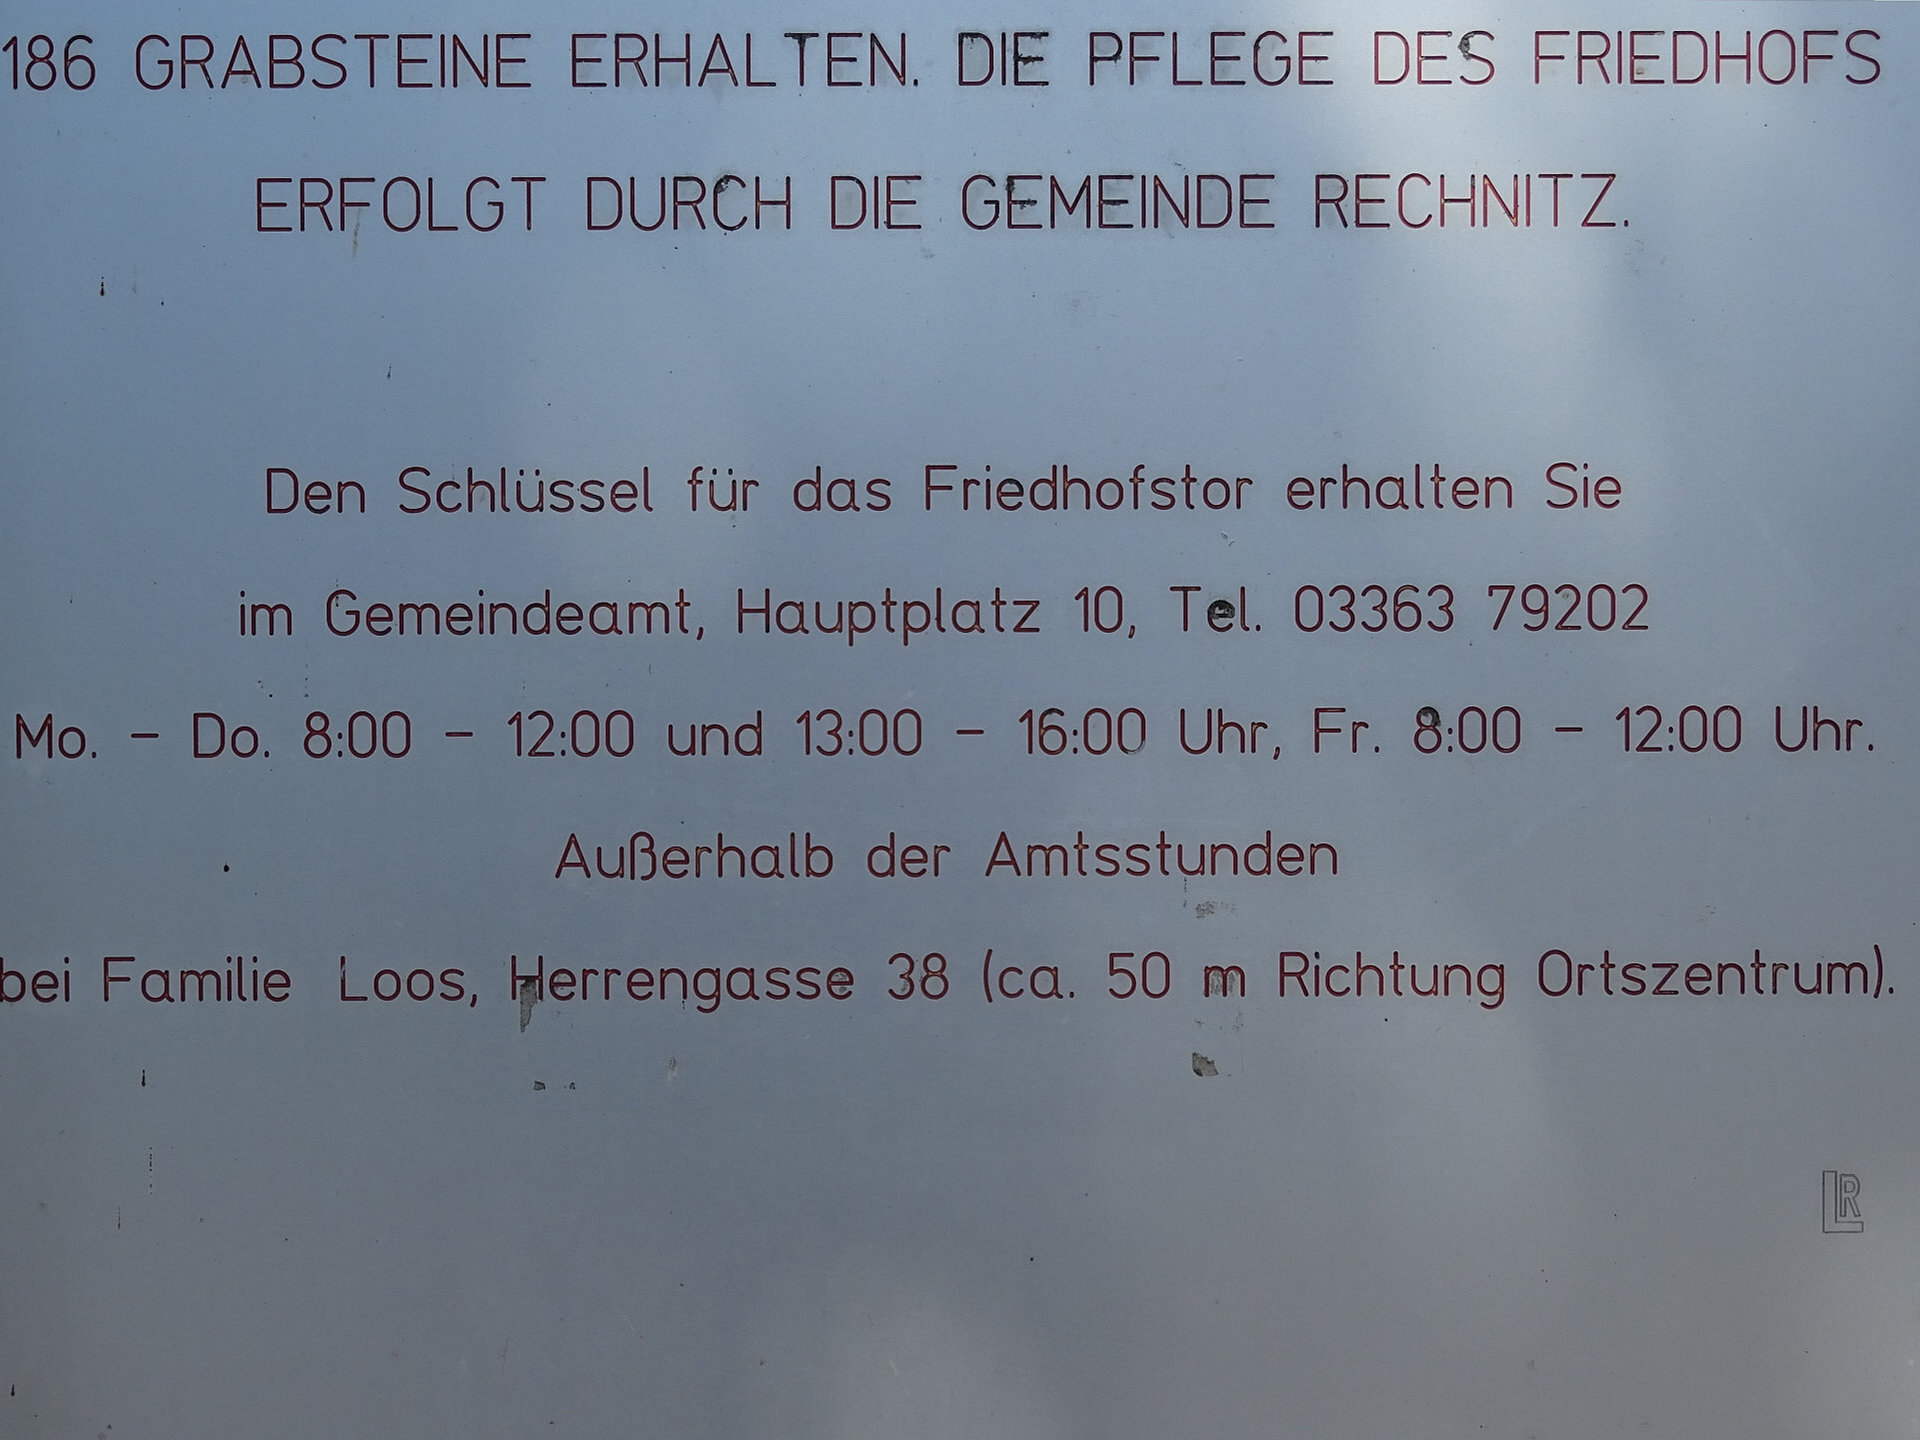 186 GRABSTEINE ERHALTEN. DIE PFLEGE DES FRIEDHOFS
ERFOLGT DURCH DIE GEMEINDE RECHNITZ.
Den Schlüssel für das Friedhofstor erhalten Sie
im Gemeindeamt, Hauptplatz 10, Tel. 03363 79202
Mo. - Do. 8:00 - 12:00 und 13:00 - 16:00 Uhr, Fr. 8:00 - 12:00 Uhr.
Außerhalb der Amtsstunden
bei Familie Loos, Herrengasse 38 (ca. 50 m Richtung Ortszentrum).
LR